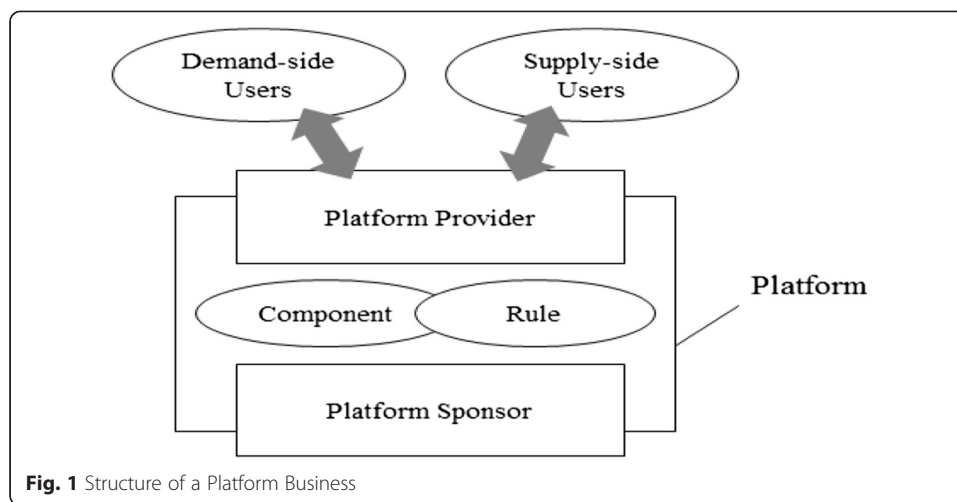 Demand-side
Users
Supply-side
Users
Platform Provider
Component
Rule
Platform
Platform Sponsor
Fig. 1 Structure of a Platform Business